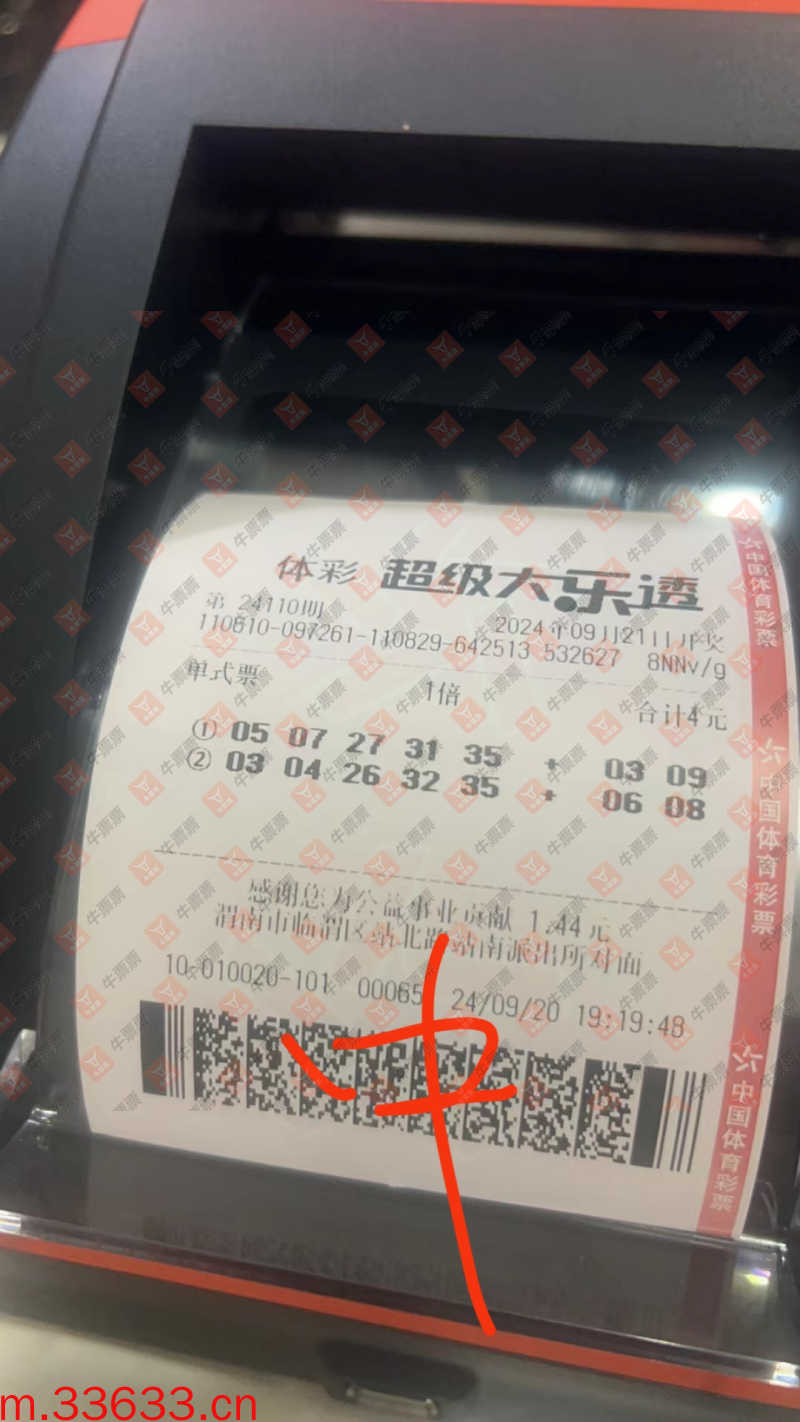 体彩 超级大乐透
第 24110期 2024年09月21日开奖
110610-097261-110829-642513 532627 8NNv/g
单式票 1倍 合计4元
① 05 07 27 31 35 + 03 09
② 03 04 26 32 35 + 06 08
感谢您为公益事业贡献 1.44元
渭南市临渭区站北路站南派出所对面
10-010020-101 00065 24/09/20 19:19:48
中国体育彩票
中国体育彩票
中国体育彩票
中
牛票票
m.33633.cn